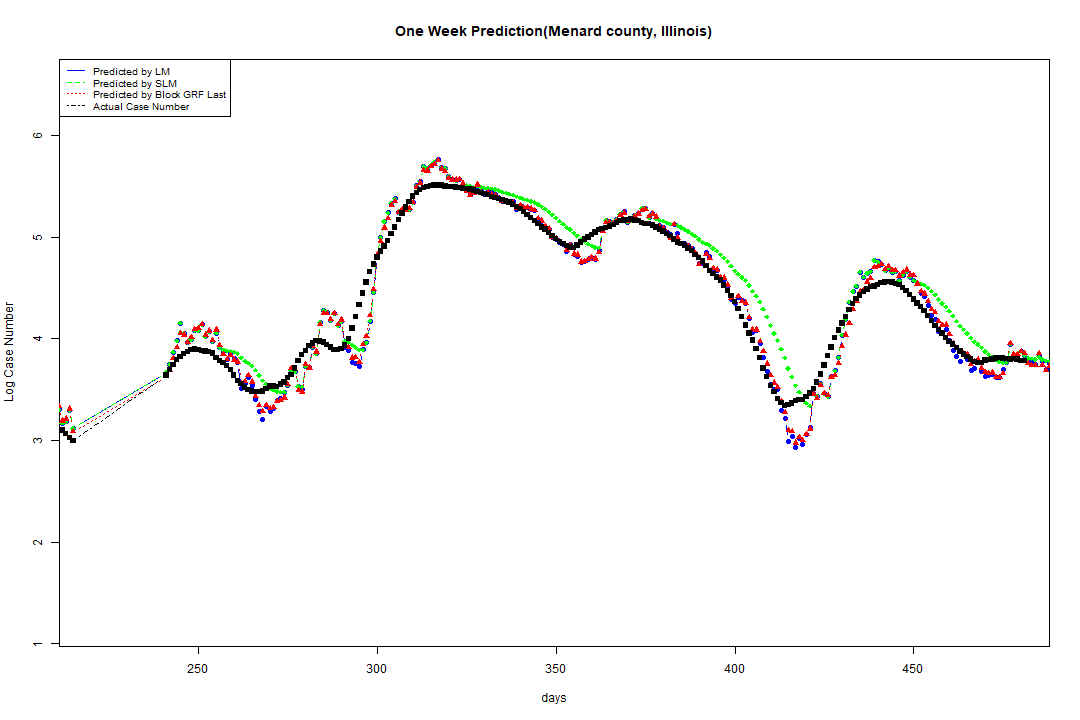 One Week Prediction(Menard county, Illinois)
Predicted by LM
Predicted by SLM
Predicted by Block GRF Last
Actual Case Number
6
5
4
3
2
1
Log Case Number
250 300 350 400 450
days